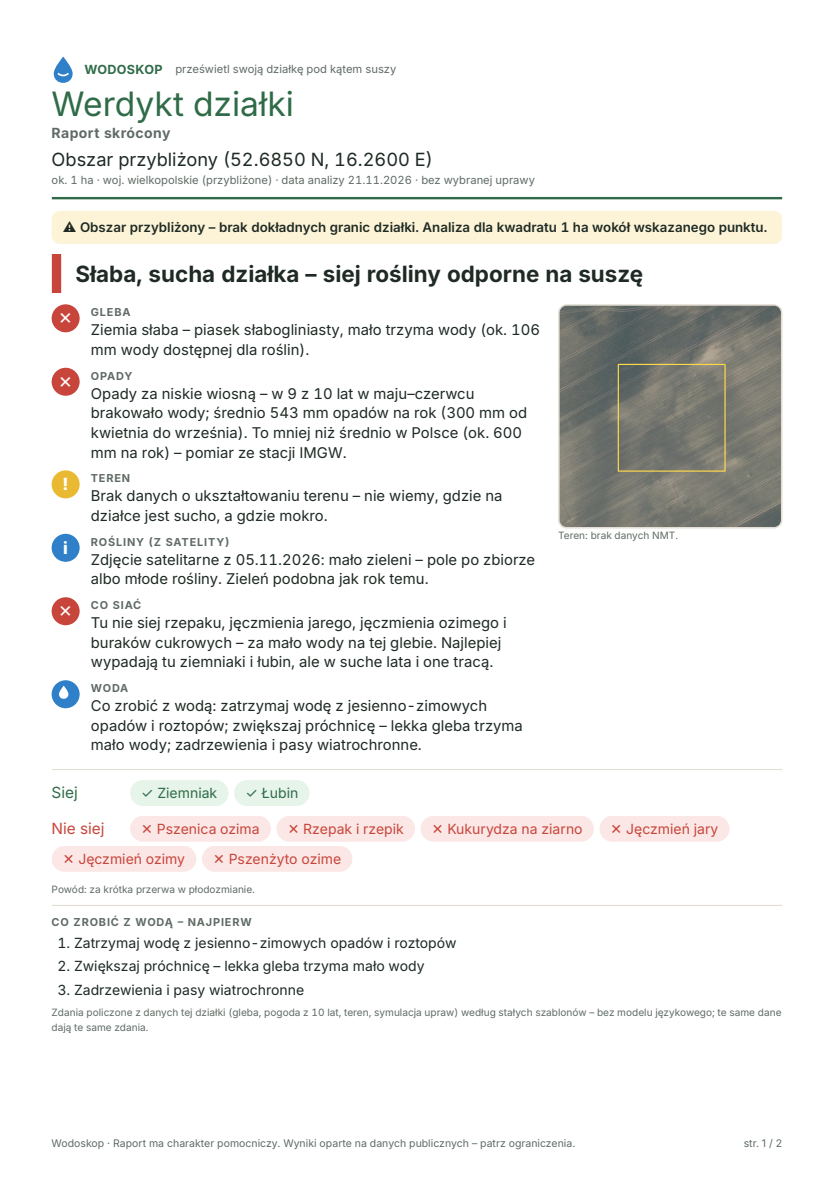 WODOSKOP prześwietl swoją działkę pod kątem suszy
Werdykt działki
Raport skrócony
Obszar przybliżony (52.6850 N, 16.2600 E)
ok. 1 ha · woj. wielkopolskie (przybliżone) · data analizy 21.11.2026 · bez wybranej uprawy
⚠ Obszar przybliżony – brak dokładnych granic działki. Analiza dla kwadratu 1 ha wokół wskazanego punktu.
Słaba, sucha działka – siej rośliny odporne na suszę
GLEBA
Ziemia słaba – piasek słabogliniasty, mało trzyma wody (ok. 106
mm wody dostępnej dla roślin).
OPADY
Opady za niskie wiosną – w 9 z 10 lat w maju–czerwcu
brakowało wody; średnio 543 mm opadów na rok (300 mm od
kwietnia do września). To mniej niż średnio w Polsce (ok. 600
mm na rok) – pomiar ze stacji IMGW.
TEREN
Brak danych o ukształtowaniu terenu – nie wiemy, gdzie na
działce jest sucho, a gdzie mokro.
Teren: brak danych NMT.
ROŚLINY (Z SATELITY)
Zdjęcie satelitarne z 05.11.2026: mało zieleni – pole po zbiorze
albo młode rośliny. Zieleń podobna jak rok temu.
CO SIAĆ
Tu nie siej rzepaku, jęczmienia jarego, jęczmienia ozimego i
buraków cukrowych – za mało wody na tej glebie. Najlepiej
wypadają tu ziemniaki i łubin, ale w suche lata i one tracą.
WODA
Co zrobić z wodą: zatrzymaj wodę z jesienno-zimowych
opadów i roztopów; zwiększaj próchnicę – lekka gleba trzyma
mało wody; zadrzewienia i pasy wiatrochronne.
Siej ✓ Ziemniak ✓ Łubin
Nie siej ✕ Pszenica ozima ✕ Rzepak i rzepik ✕ Kukurydza na ziarno ✕ Jęczmień jary
✕ Jęczmień ozimy ✕ Pszenżyto ozime
Powód: za krótka przerwa w płodozmianie.
CO ZROBIĆ Z WODĄ – NAJPIERW
1. Zatrzymaj wodę z jesienno-zimowych opadów i roztopów
2. Zwiększaj próchnicę – lekka gleba trzyma mało wody
3. Zadrzewienia i pasy wiatrochronne
Zdania policzone z danych tej działki (gleba, pogoda z 10 lat, teren, symulacja upraw) według stałych szablonów – bez modelu językowego; te same dane
dają te same zdania.
Wodoskop · Raport ma charakter pomocniczy. Wyniki oparte na danych publicznych – patrz ograniczenia. str. 1 / 2